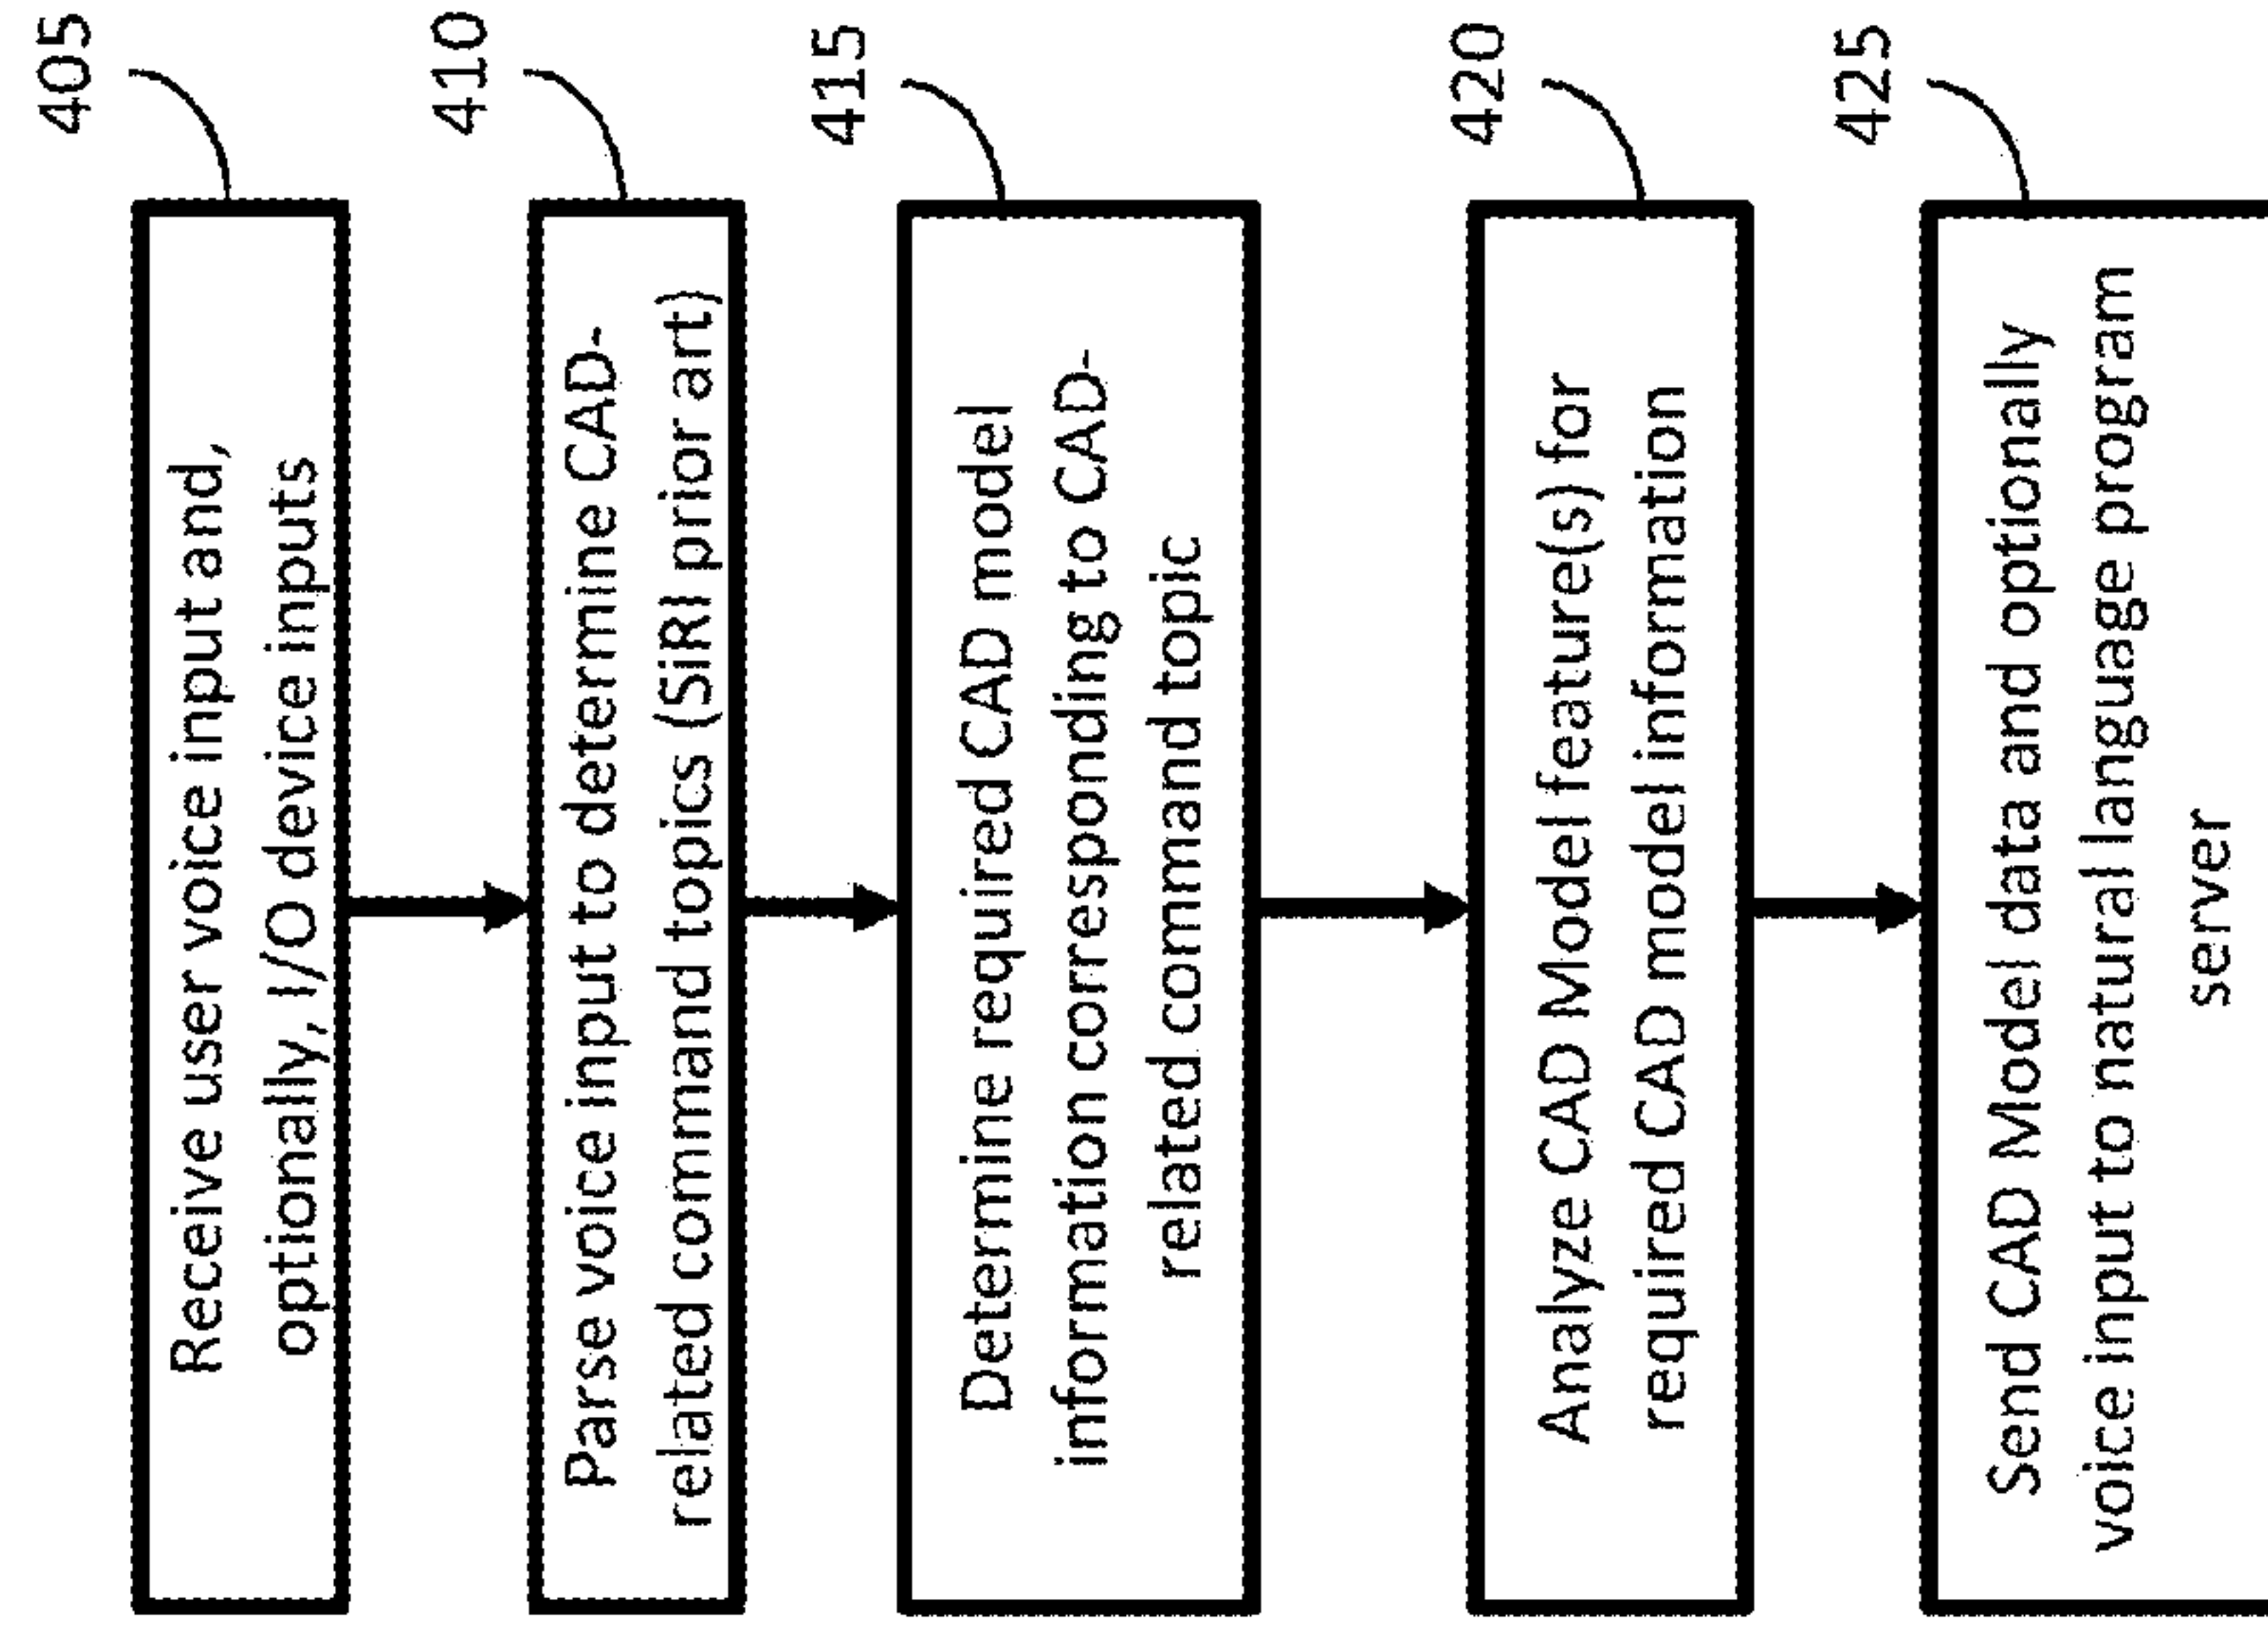 405
Receive user voice input and,
optionally, I/O device inputs
410
Parse voice input to determine CAD-
related command topics (SiRI prior art)
415
Determine required CAD model
information corresponding to CAD-
related command topic
420
Analyze CAD Model feature(s) for
required CAD model information
425
Send CAD Model data and optionally
voice input to natural language program
server